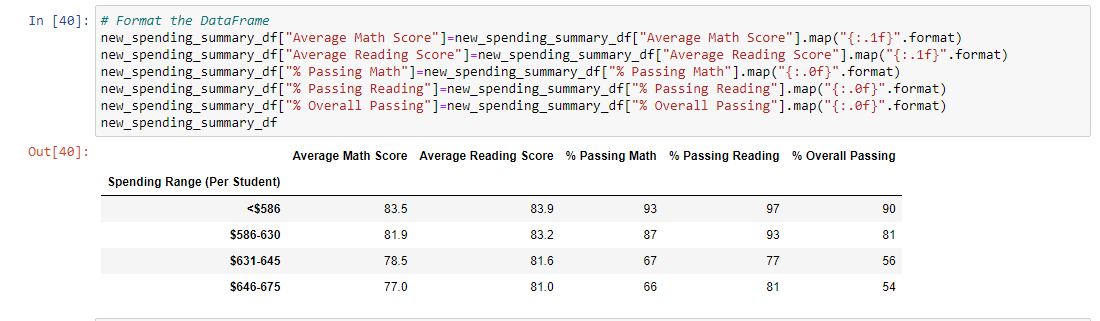 In [40]: # Format the DataFrame
new_spending_summary_df["Average Math Score"]=new_spending_summary_df["Average Math Score"].map("{:.1f}".format)
new_spending_summary_df["Average Reading Score"]=new_spending_summary_df["Average Reading Score"].map("{:.1f}".format)
new_spending_summary_df["% Passing Math"]=new_spending_summary_df["% Passing Math"].map("{:.0f}".format)
new_spending_summary_df["% Passing Reading"]=new_spending_summary_df["% Passing Reading"].map("{:.0f}".format)
new_spending_summary_df["% Overall Passing"]=new_spending_summary_df["% Overall Passing"].map("{:.0f}".format)
new_spending_summary_df
Out[40]:
Average Math Score Average Reading Score % Passing Math % Passing Reading % Overall Passing
Spending Range (Per Student)
<$586 83.5 83.9 93 97 90
$586-630 81.9 83.2 87 93 81
$631-645 78.5 81.6 67 77 56
$646-675 77.0 81.0 66 81 54